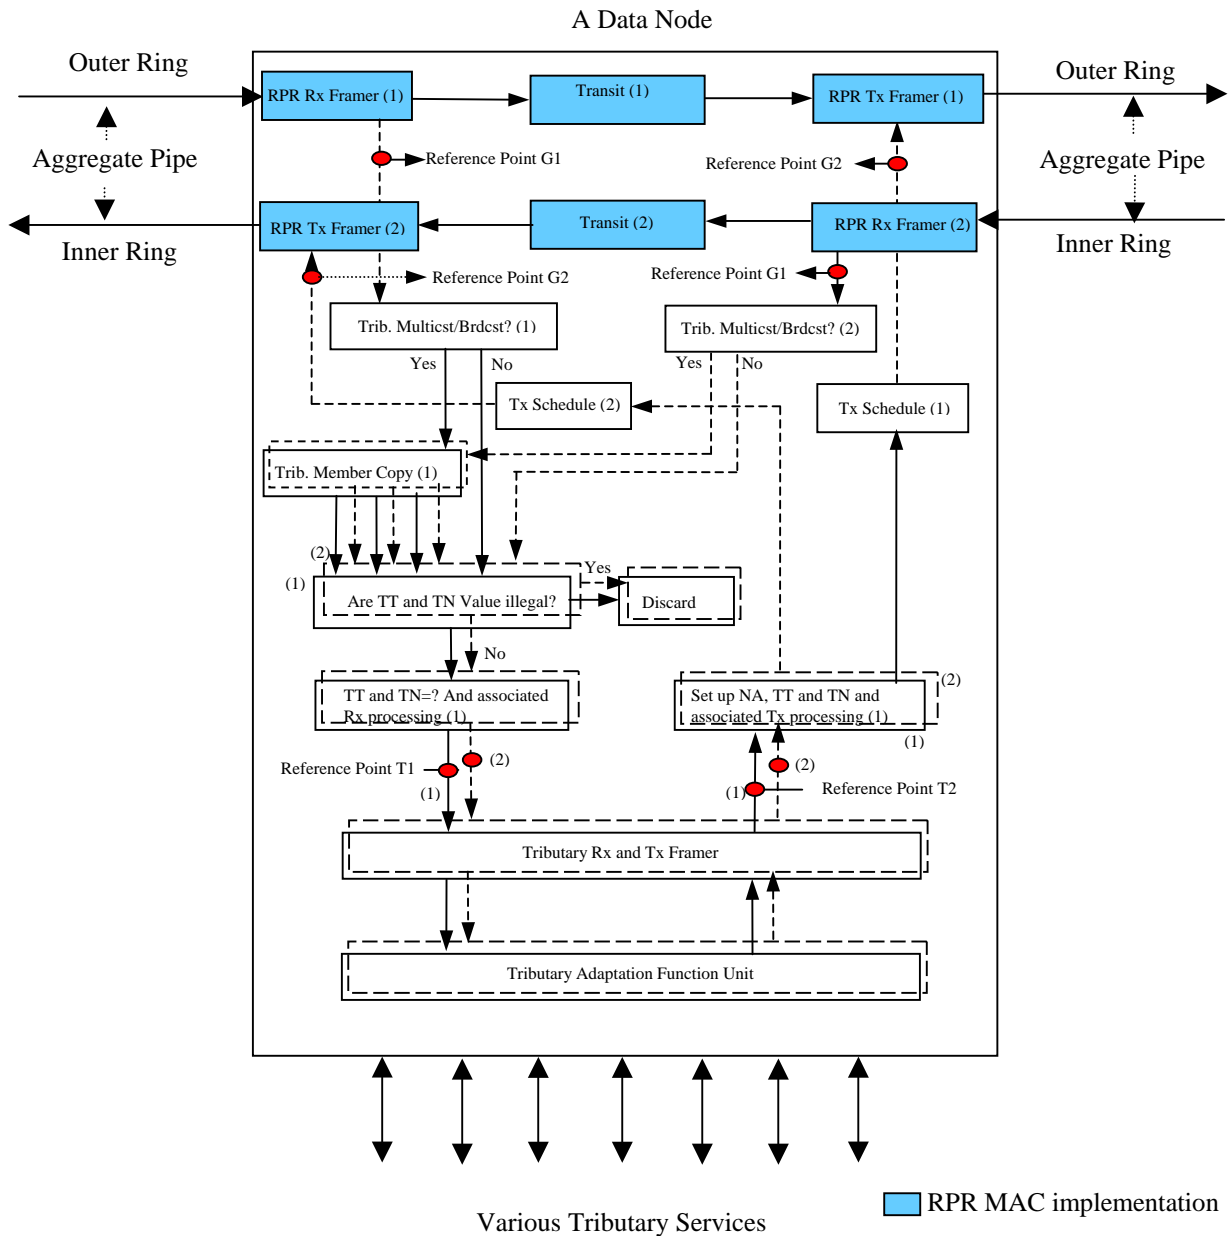 A Data Node
Outer Ring
Outer Ring
RPR Rx Framer (1)
Transit (1)
RPR Tx Framer (1)
Aggregate Pipe
Reference Point G1
Reference Point G2
Aggregate Pipe
RPR Tx Framer (2)
Transit (2)
RPR Rx Framer (2)
Inner Ring
Inner Ring
Reference Point G2
Reference Point G1
Trib. Multicst/Brdcst? (1)
Trib. Multicst/Brdcst? (2)
Yes
No
Yes
No
Tx Schedule (2)
Tx Schedule (1)
Trib. Member Copy (1)
(2)
(1)
Yes
Are TT and TN Value illegal?
Discard
No
TT and TN=? And associated
Rx processing (1)
Set up NA, TT and TN and
associated Tx processing (1)
(2)
(1)
Reference Point T1
(2)
(1)
(2)
(1)
Reference Point T2
Tributary Rx and Tx Framer
Tributary Adaptation Function Unit
RPR MAC implementation
Various Tributary Services